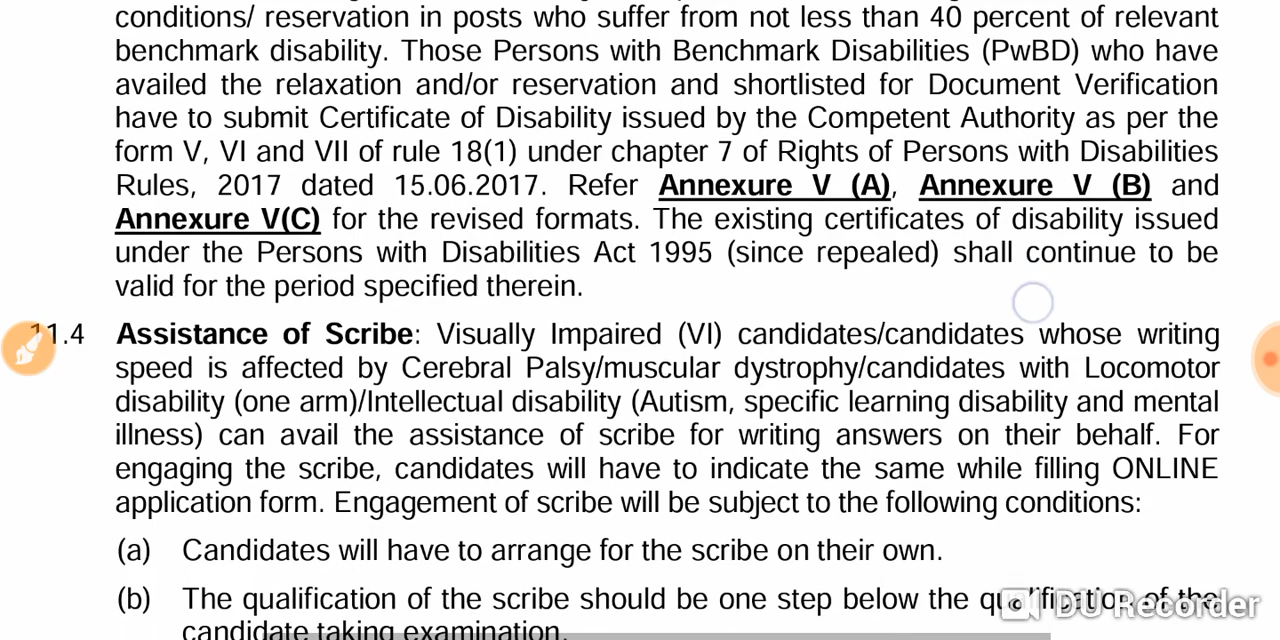 conditions/ reservation in posts who suffer from not less than 40 percent of relevant
benchmark disability. Those Persons with Benchmark Disabilities (PwBD) who have
availed the relaxation and/or reservation and shortlisted for Document Verification
have to submit Certificate of Disability issued by the Competent Authority as per the
form V, VI and VII of rule 18(1) under chapter 7 of Rights of Persons with Disabilities
Rules, 2017 dated 15.06.2017. Refer Annexure V (A), Annexure V (B) and
Annexure V(C) for the revised formats. The existing certificates of disability issued
under the Persons with Disabilities Act 1995 (since repealed) shall continue to be
valid for the period specified therein.
11.4 Assistance of Scribe: Visually Impaired (VI) candidates/candidates whose writing
speed is affected by Cerebral Palsy/muscular dystrophy/candidates with Locomotor
disability (one arm)/Intellectual disability (Autism, specific learning disability and mental
illness) can avail the assistance of scribe for writing answers on their behalf. For
engaging the scribe, candidates will have to indicate the same while filling ONLINE
application form. Engagement of scribe will be subject to the following conditions:
(a) Candidates will have to arrange for the scribe on their own.
(b) The qualification of the scribe should be one step below the qualification of the
candidate taking examination.
DU Recorder